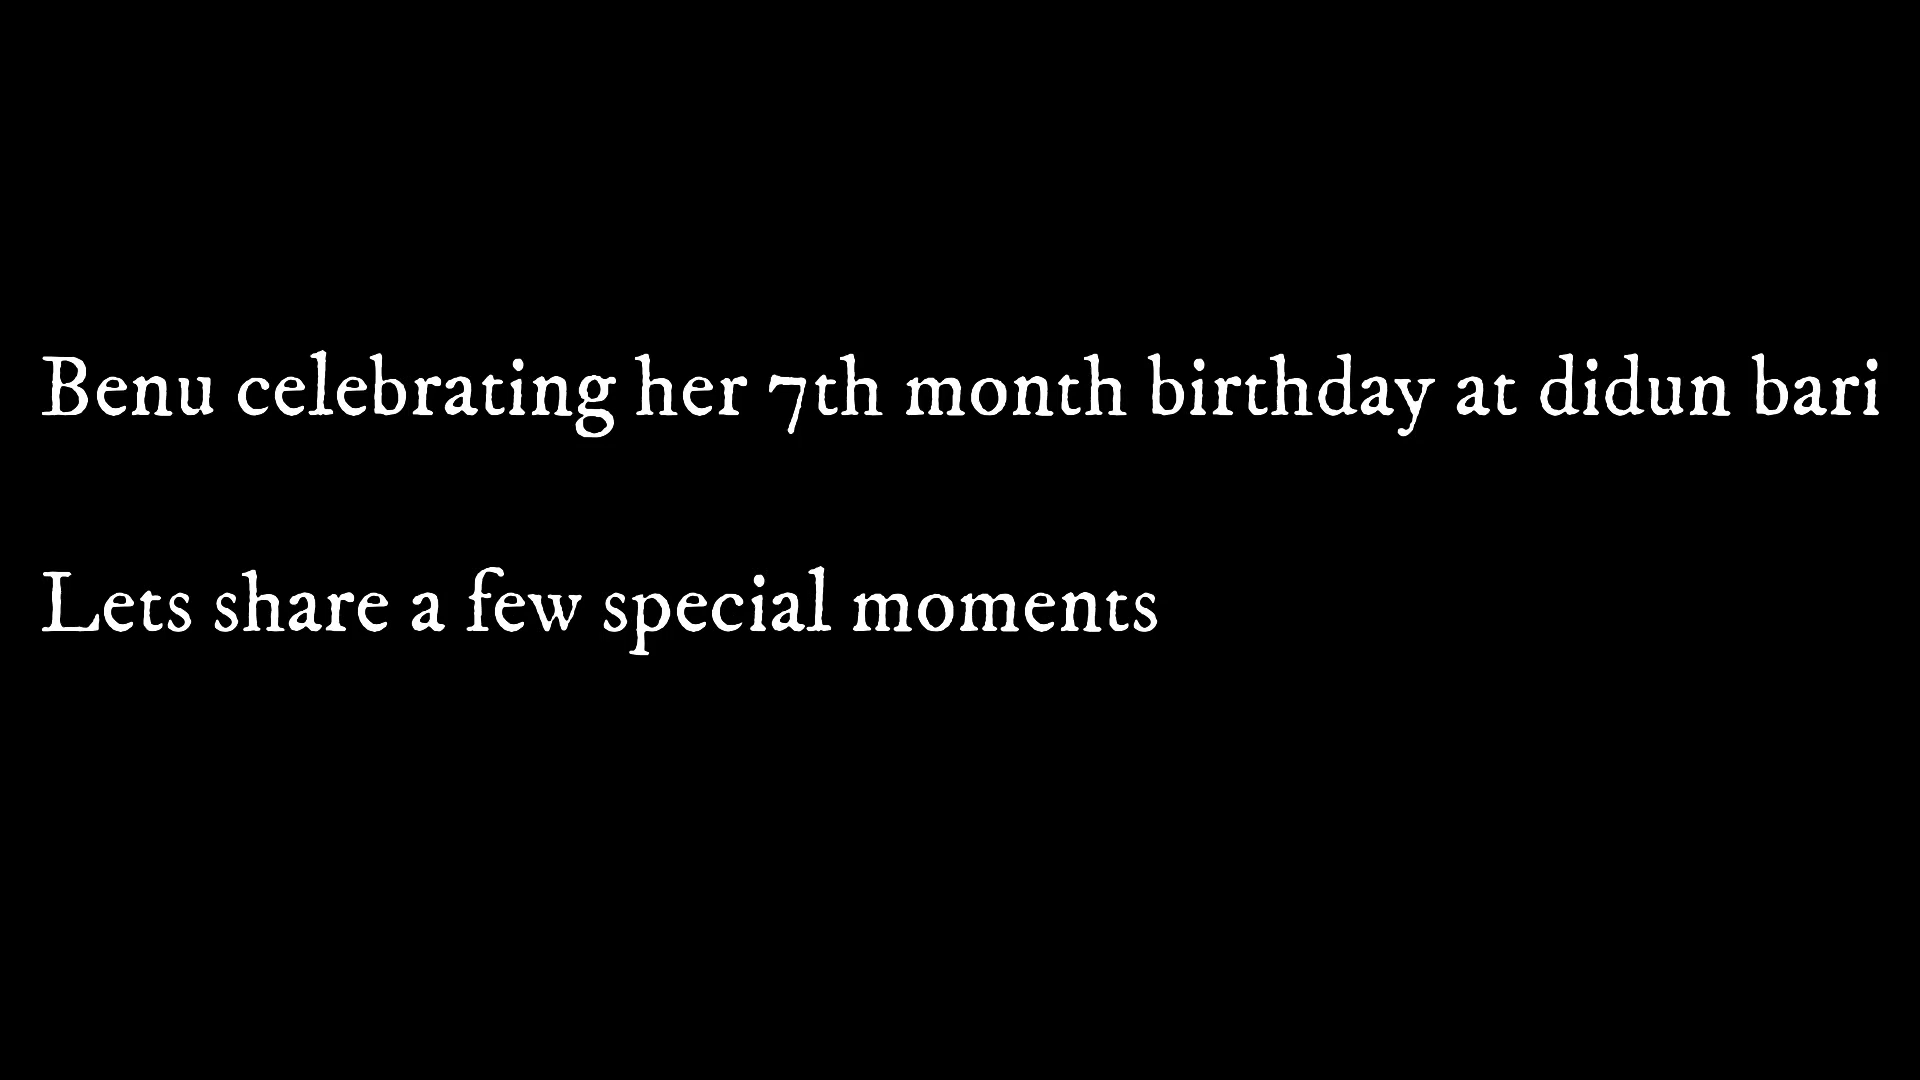 Benu celebrating her 7th month birthday at didun bari
Lets share a few special moments